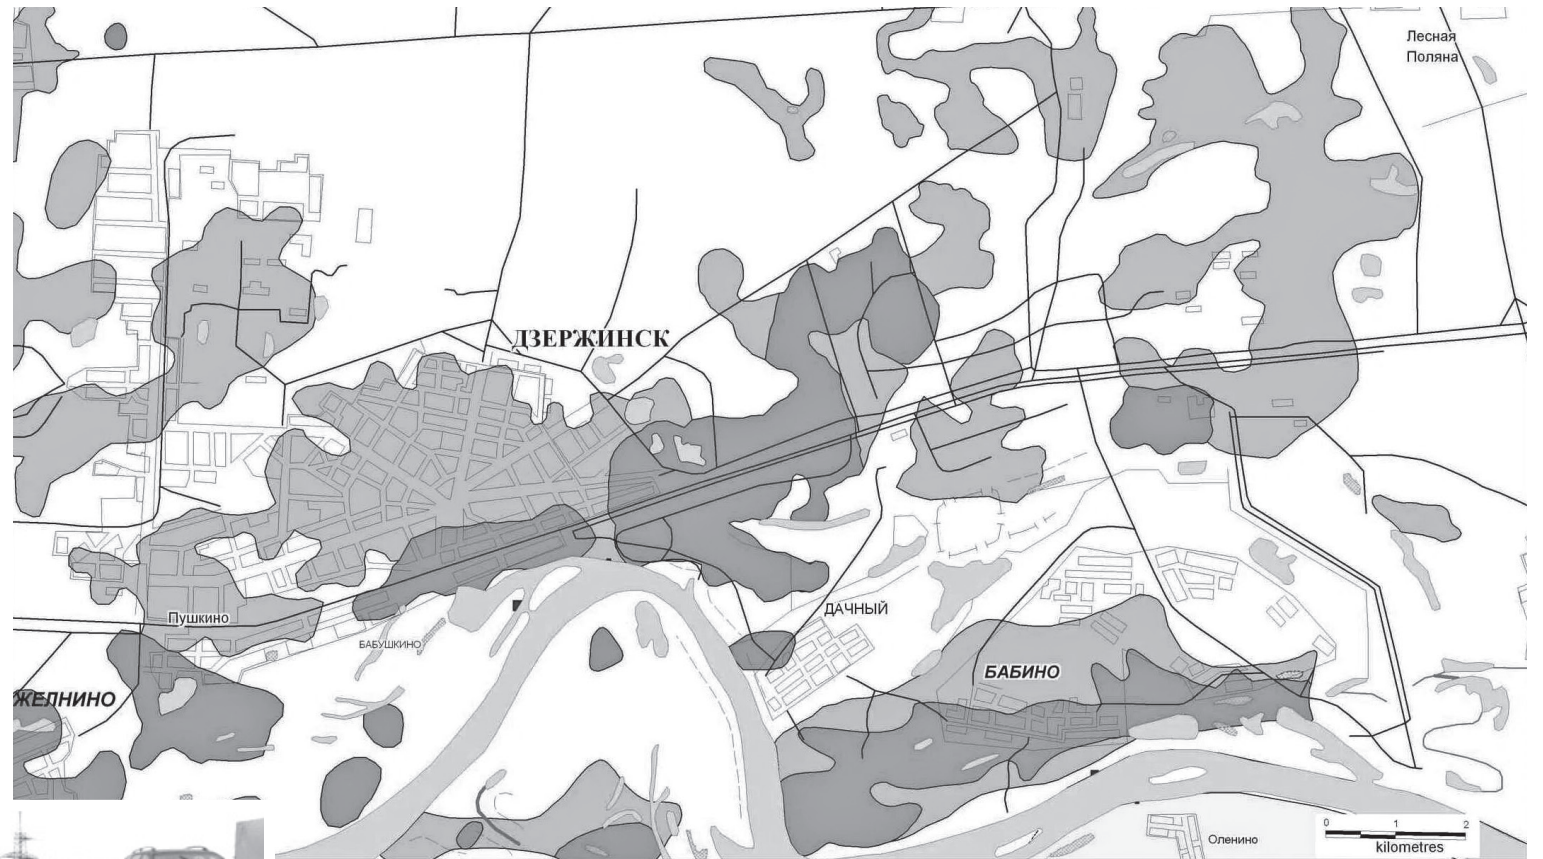 Лесная
Поляна
ДЗЕРЖИНСК
Пушкино
ДАЧНЫЙ
БАБУШКИНО
БАБИНО
ЖЕЛНИНО
0 1 2
kilometres
Оленино